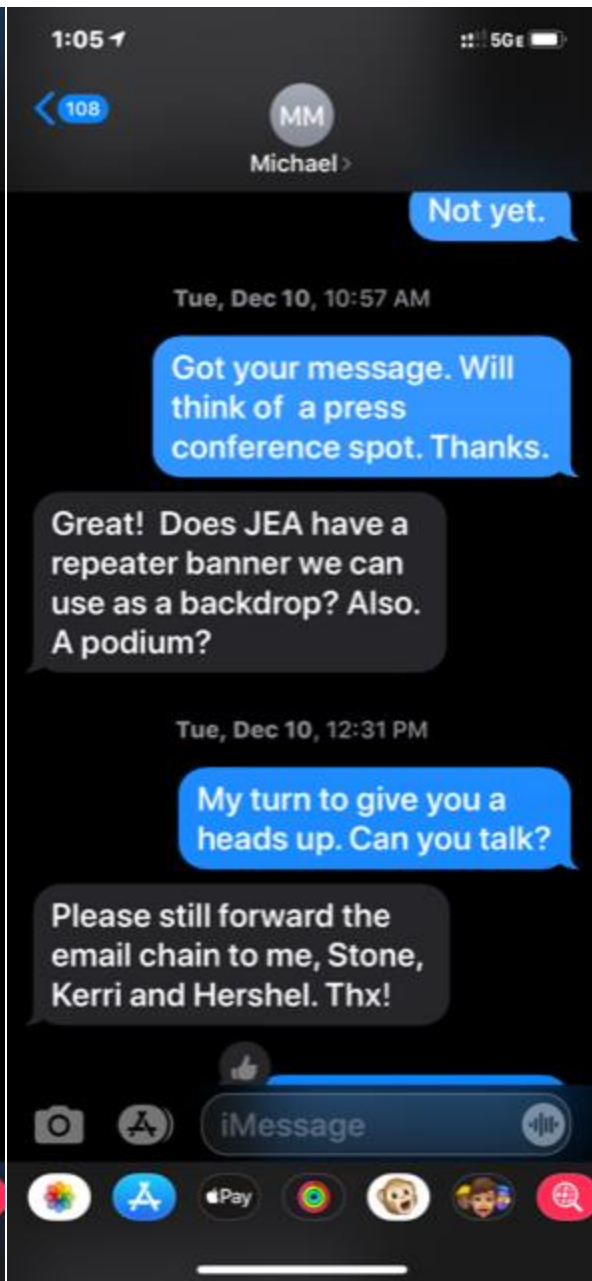 1:05
5GE
108
MM
Michael >
Not yet.
Tue, Dec 10, 10:57 AM
Got your message. Will
think of a press
conference spot. Thanks.
Great! Does JEA have a
repeater banner we can
use as a backdrop? Also.
A podium?
Tue, Dec 10, 12:31 PM
My turn to give you a
heads up. Can you talk?
Please still forward the
email chain to me, Stone,
Kerri and Hershel. Thx!
iMessage
Pay